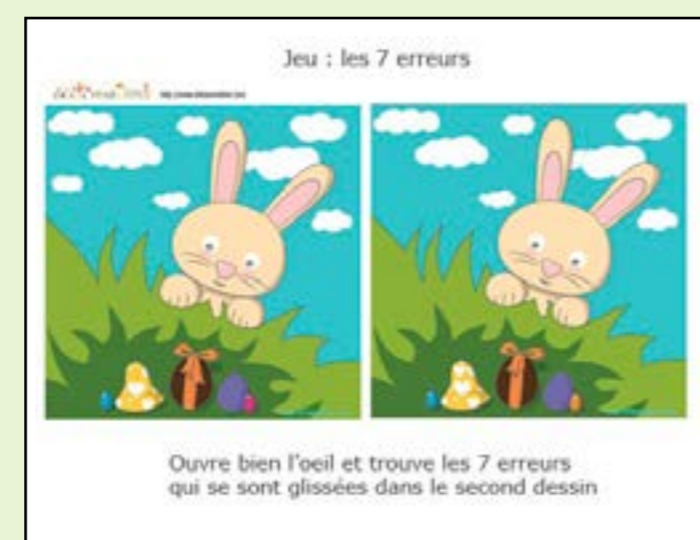 Jeu : les 7 erreurs
Ouvre bien l'oeil et trouve les 7 erreurs
qui se sont glissées dans le second dessin